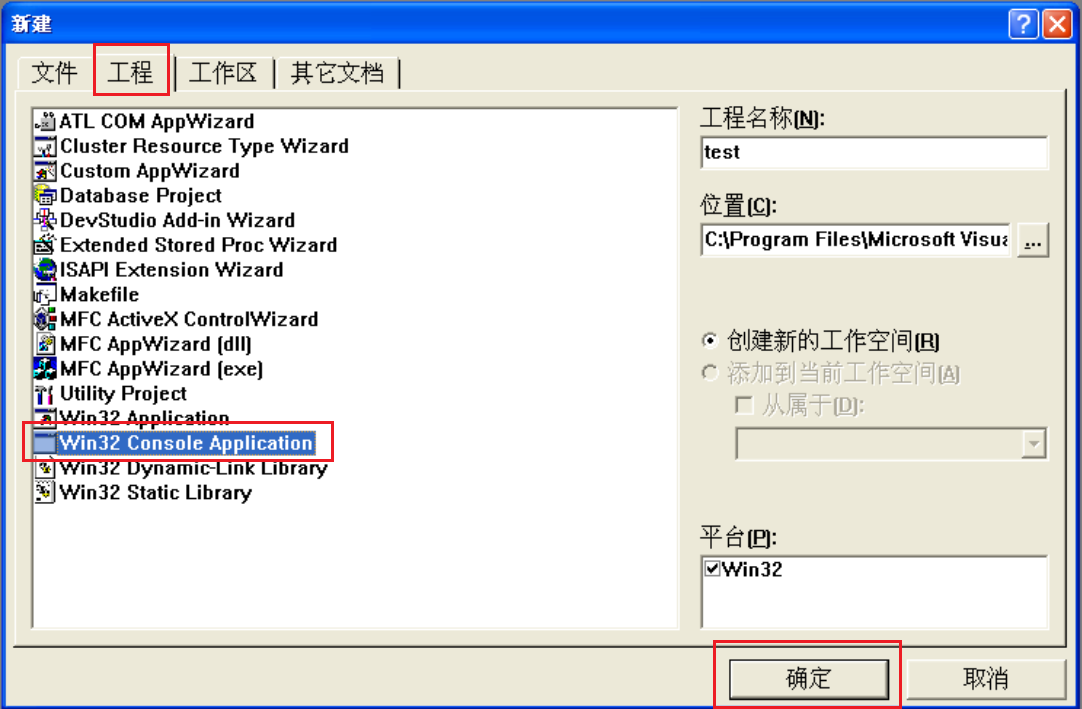 新建
文件 工程 工作区 其它文档
ATL COM AppWizard
Cluster Resource Type Wizard
Custom AppWizard
Database Project
DevStudio Add-in Wizard
Extended Stored Proc Wizard
ISAPI Extension Wizard
Makefile
MFC ActiveX ControlWizard
MFC AppWizard (dll)
MFC AppWizard (exe)
Utility Project
Win32 Application
Win32 Console Application
Win32 Dynamic-Link Library
Win32 Static Library
工程名称(N):
test
位置(C):
C:\Program Files\Microsoft Visua
...
创建新的工作空间(R)
添加到当前工作空间(A)
从属于(D):
平台(P):
Win32
确定 取消